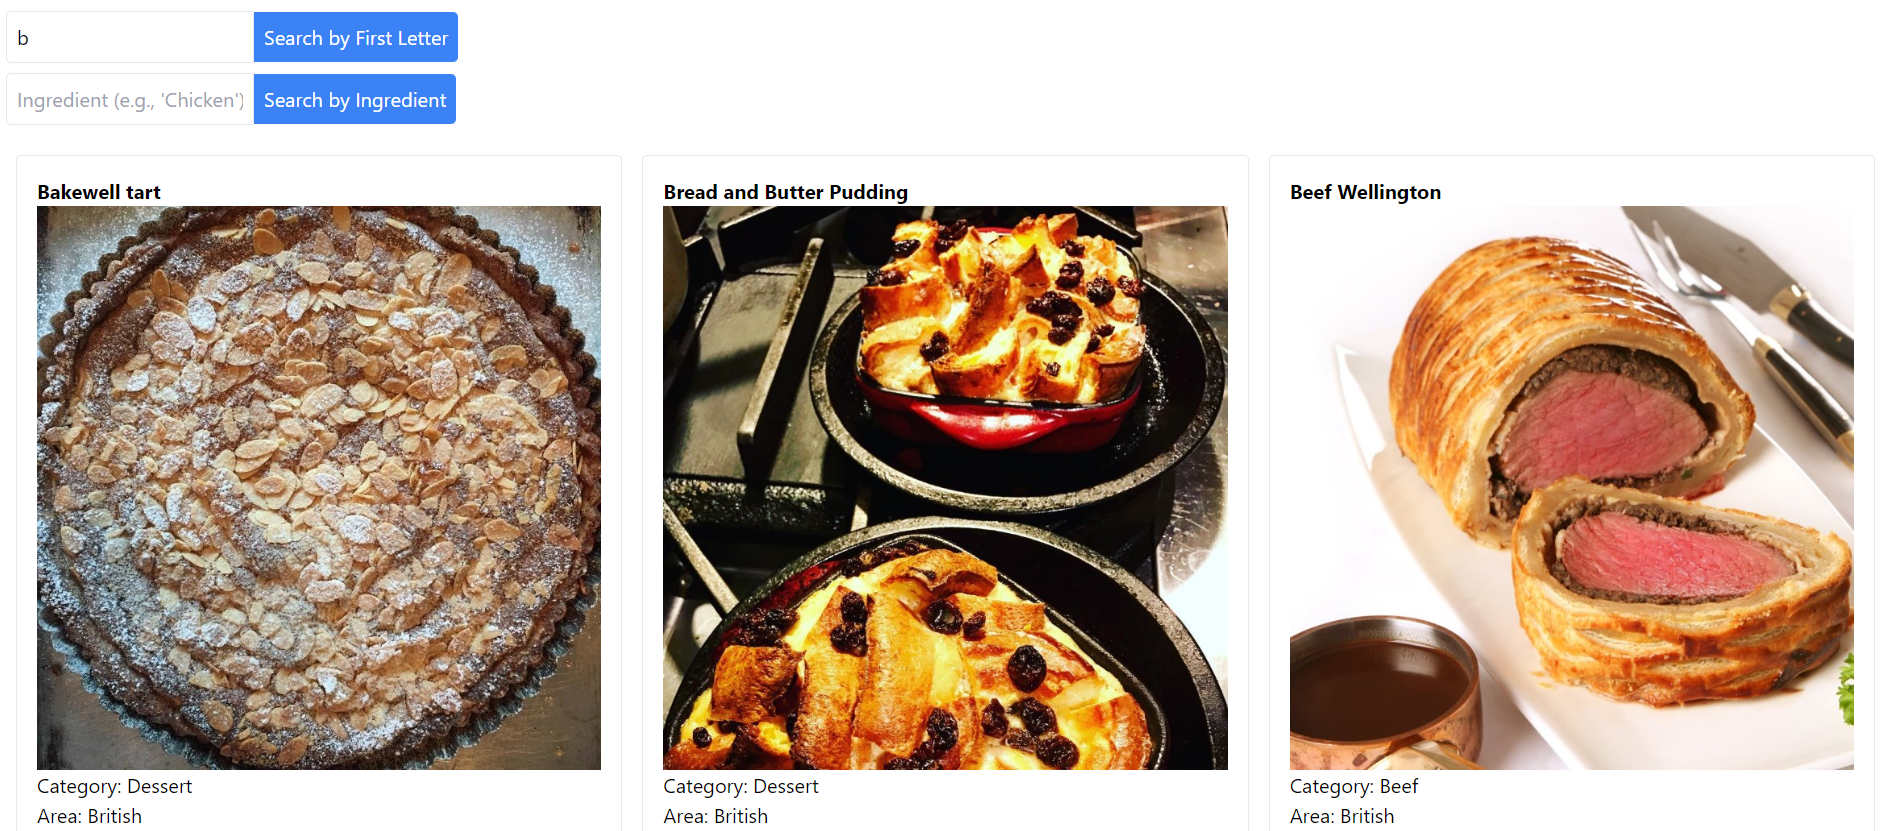 b
Search by First Letter
Ingredient (e.g., 'Chicken')
Search by Ingredient
Bakewell tart
Category: Dessert
Area: British
Bread and Butter Pudding
Category: Dessert
Area: British
Beef Wellington
Category: Beef
Area: British